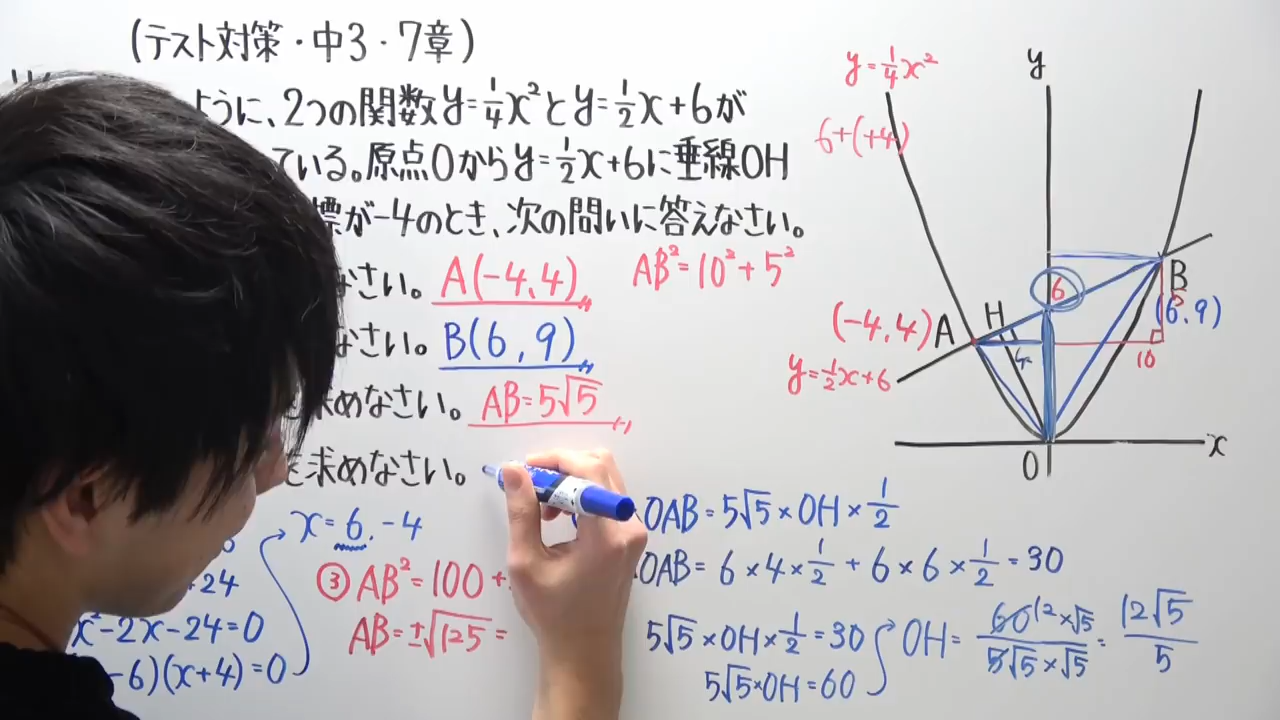 (テスト対策・中3・7章)
ように、2つの関数y=1/4x²とy=1/2x+6が
ている。原点Oからy=1/2x+6に垂線OH
標が-4のとき、次の問いに答えなさい。
なさい。 A(-4,4)
AB²=10²+5²
なさい。 B(6,9)
求めなさい。 AB=5√5
を求めなさい。
x=6,-4
+24
x²-2x-24=0
-6)(x+4)=0
③AB²=100+
AB=±√125=
OAB=5√5×OH×1/2
OAB=6×4×1/2+6×6×1/2=30
5√5×OH×1/2=30
5√5×OH=60
OH=60 12×√5/5√5×√5=12√5/5
y=1/4x²
y
6+(+4)
6
B
5
(6,9)
(-4,4)
A
H
4
10
y=1/2x+6
O
x